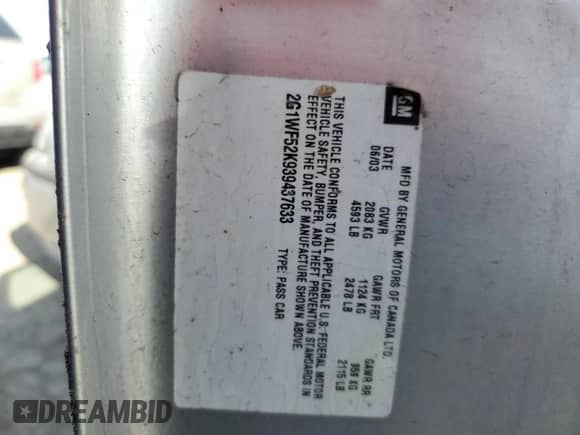 GM
MFD BY GENERAL MOTORS OF CANADA LTD.
DATE GVWR GAWR FRT GAWR RR
06/03 2083 KG 1124 KG 959 KG
4593 LB 2478 LB 2115 LB
THIS VEHICLE CONFORMS TO ALL APPLICABLE U.S. FEDERAL MOTOR
VEHICLE SAFETY, BUMPER, AND THEFT PREVENTION STANDARDS IN
EFFECT ON THE DATE OF MANUFACTURE SHOWN ABOVE.
2G1WF52K939437633 TYPE: PASS CAR
DREAMBID